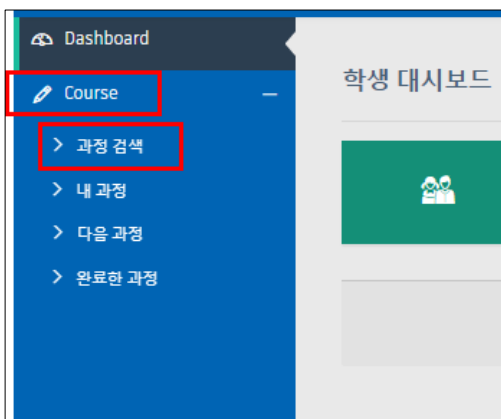 Dashboard
Course
과정 검색
내 과정
다음 과정
완료한 과정
학생 대시보드